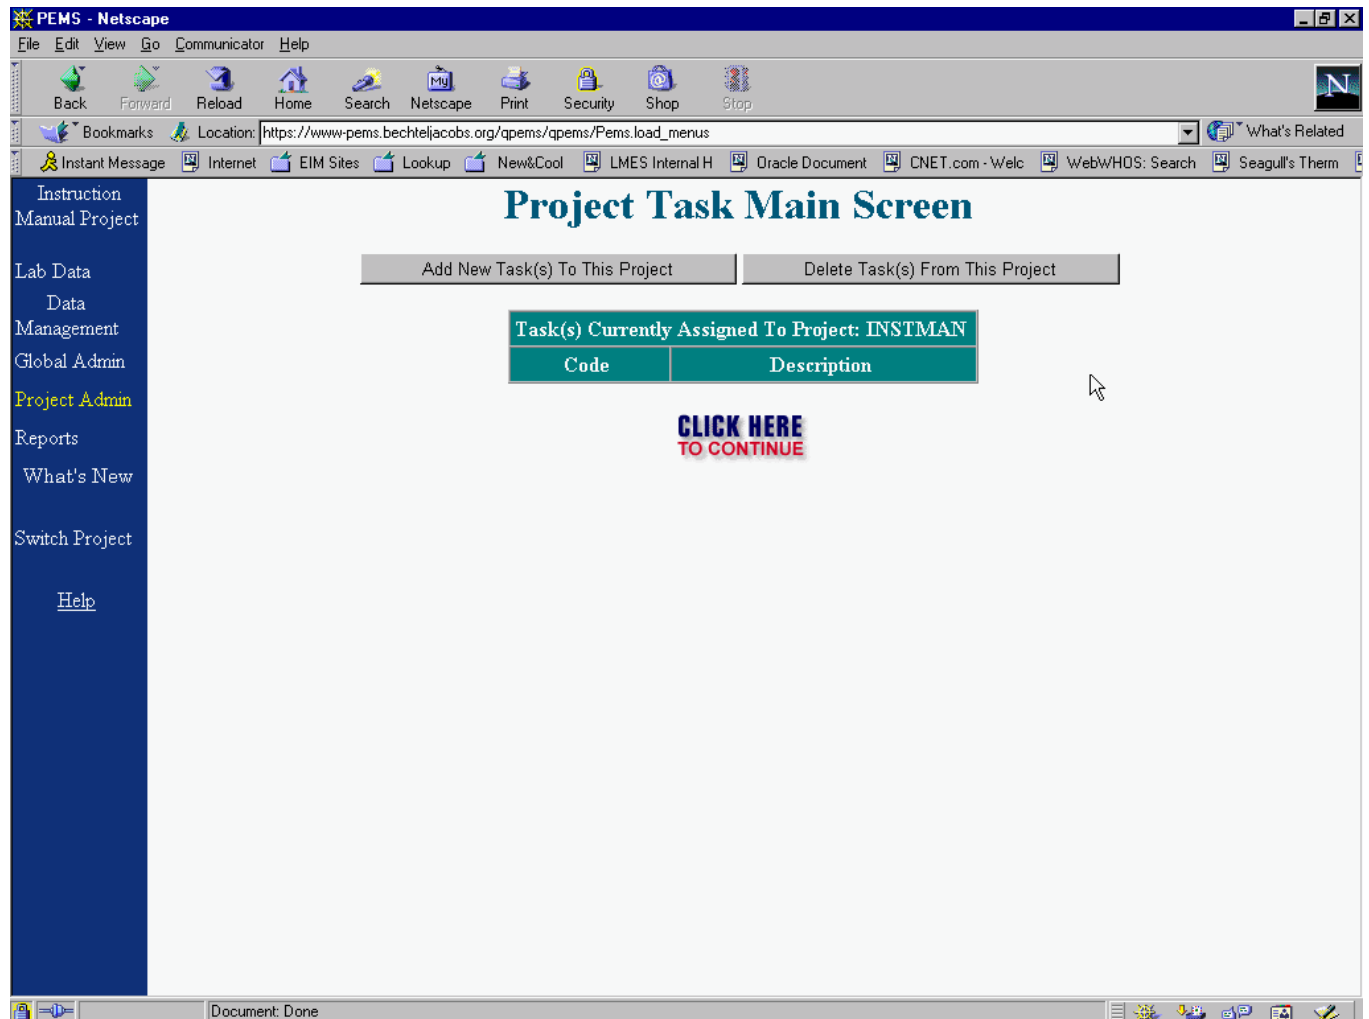 PEMS - Netscape
File Edit View Go Communicator Help
Back Forward Reload Home Search My Netscape Print Security Shop Stop
N
Bookmarks Location: https://www-pems.bechteljacobs.org/qpems/qpems/Pems.load_menus What's Related
Instant Message Internet EIM Sites Lookup New&Cool LMES Internal H Oracle Document CNET.com - Welc WebWHOS: Search Seagull's Therm
Instruction
Manual Project
Lab Data
Data
Management
Global Admin
Project Admin
Reports
What's New
Switch Project
Help
Project Task Main Screen
Add New Task(s) To This Project Delete Task(s) From This Project
Task(s) Currently Assigned To Project: INSTMAN
Code Description
CLICK HERE
TO CONTINUE
Document: Done